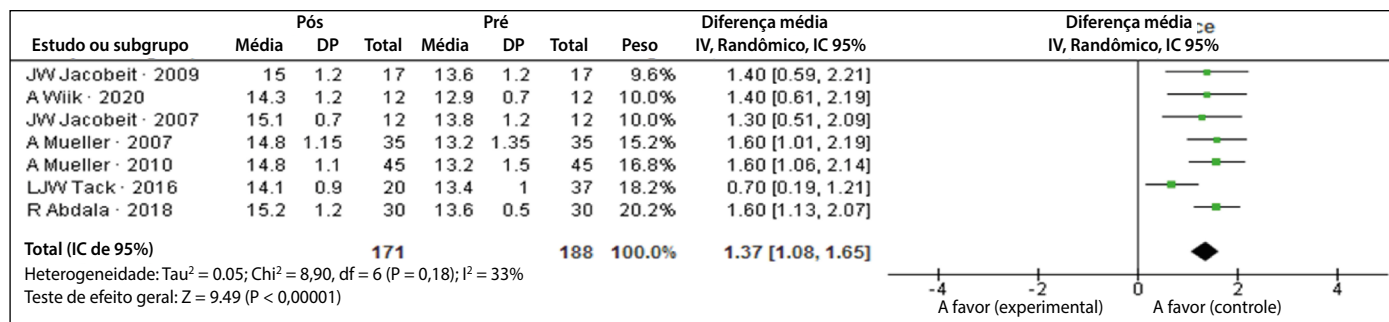 Pós Pré Diferença média Diferença média ce
Estudo ou subgrupo Média DP Total Média DP Total Peso IV, Randômico, IC 95% IV, Randômico, IC 95%
JW Jacobeit · 2009 15 1.2 17 13.6 1.2 17 9.6% 1.40 [0.59, 2.21]
A Wiik · 2020 14.3 1.2 12 12.9 0.7 12 10.0% 1.40 [0.61, 2.19]
JW Jacobeit · 2007 15.1 0.7 12 13.8 1.2 12 10.0% 1.30 [0.51, 2.09]
A Mueller · 2007 14.8 1.15 35 13.2 1.35 35 15.2% 1.60 [1.01, 2.19]
A Mueller · 2010 14.8 1.1 45 13.2 1.5 45 16.8% 1.60 [1.06, 2.14]
LJW Tack · 2016 14.1 0.9 20 13.4 1 37 18.2% 0.70 [0.19, 1.21]
R Abdala · 2018 15.2 1.2 30 13.6 0.5 30 20.2% 1.60 [1.13, 2.07]
Total (IC de 95%) 171 188 100.0% 1.37 [1.08, 1.65]
Heterogeneidade: Tau² = 0.05; Chi² = 8,90, df = 6 (P = 0,18); I² = 33%
Teste de efeito geral: Z = 9.49 (P < 0,00001)
-4 -2 0 2 4
A favor (experimental) A favor (controle)